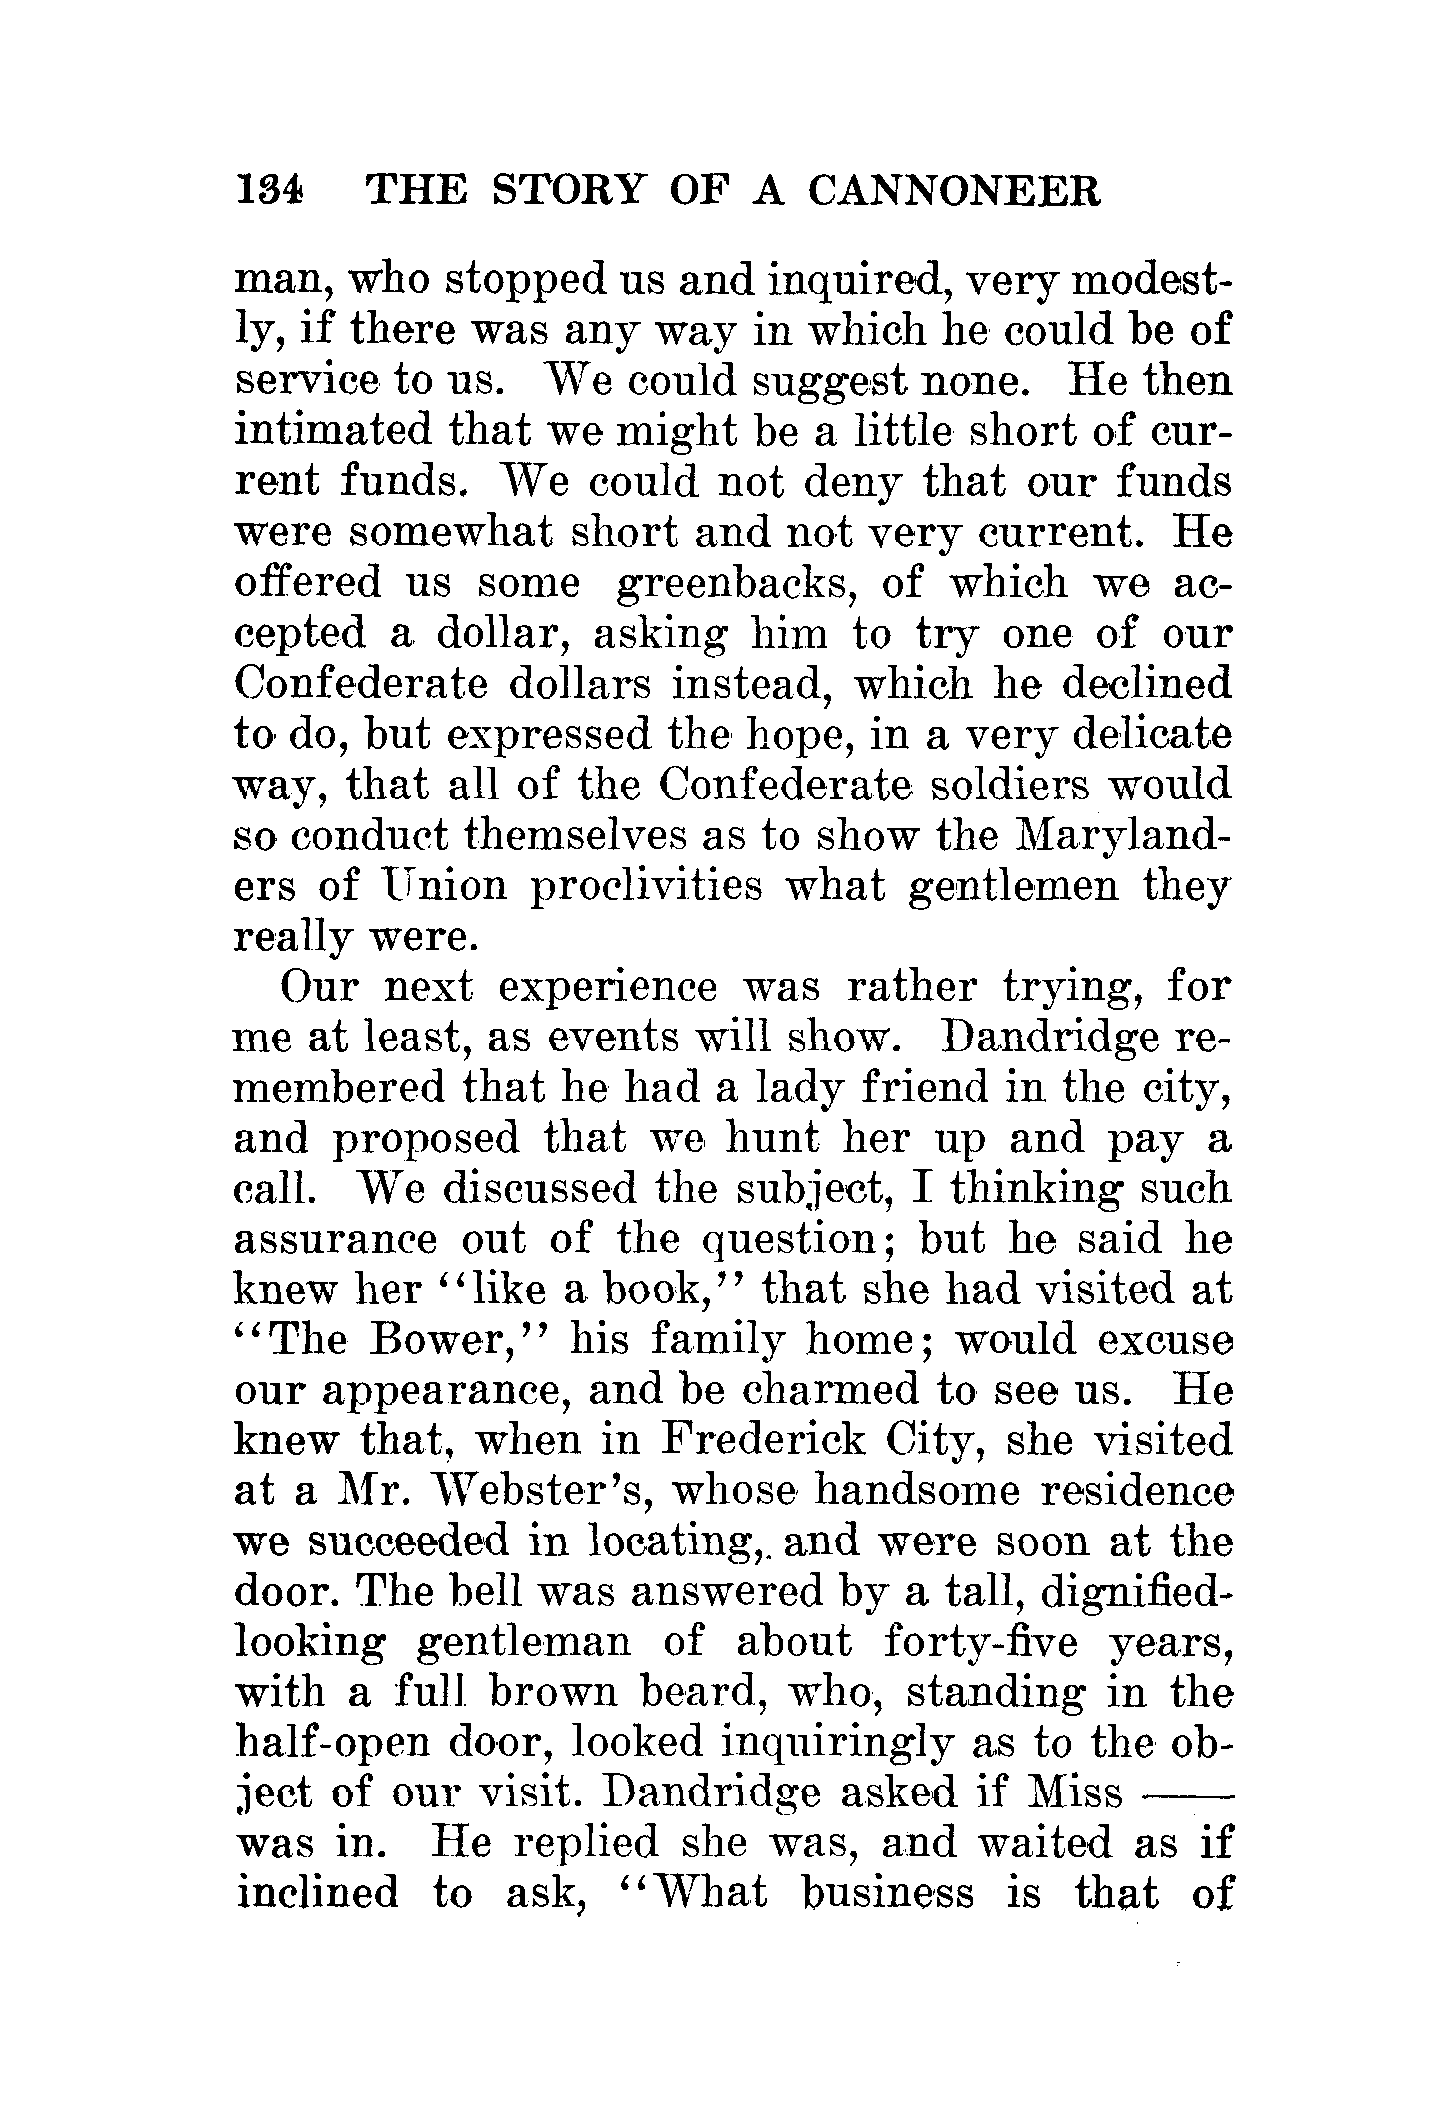 134 THE STORY OF A CANNONEER
man, who stopped us and inquired, very modest-
ly, if there was any way in which he could be of
service to us. We could suggest none. He then
intimated that we might be a little short of cur-
rent funds. We could not deny that our funds
were somewhat short and not very current. He
offered us some greenbacks, of which we ac-
cepted a dollar, asking him to try one of our
Confederate dollars instead, which he declined
to do, but expressed the hope, in a very delicate
way, that all of the Confederate soldiers would
so conduct themselves as to show the Maryland-
ers of Union proclivities what gentlemen they
really were.
Our next experience was rather trying, for
me at least, as events will show. Dandridge re-
membered that he had a lady friend in the city,
and proposed that we hunt her up and pay a
call. We discussed the subject, I thinking such
assurance out of the question; but he said he
knew her ‘‘like a book,’’ that she had visited at
‘‘The Bower,’’ his family home; would excuse
our appearance, and be charmed to see us. He
knew that, when in Frederick City, she visited
at a Mr. Webster’s, whose handsome residence
we succeeded in locating, and were soon at the
door. The bell was answered by a tall, dignified-
looking gentleman of about forty-five years,
with a full brown beard, who, standing in the
half-open door, looked inquiringly as to the ob-
ject of our visit. Dandridge asked if Miss ——
was in. He replied she was, and waited as if
inclined to ask, ‘‘What business is that of